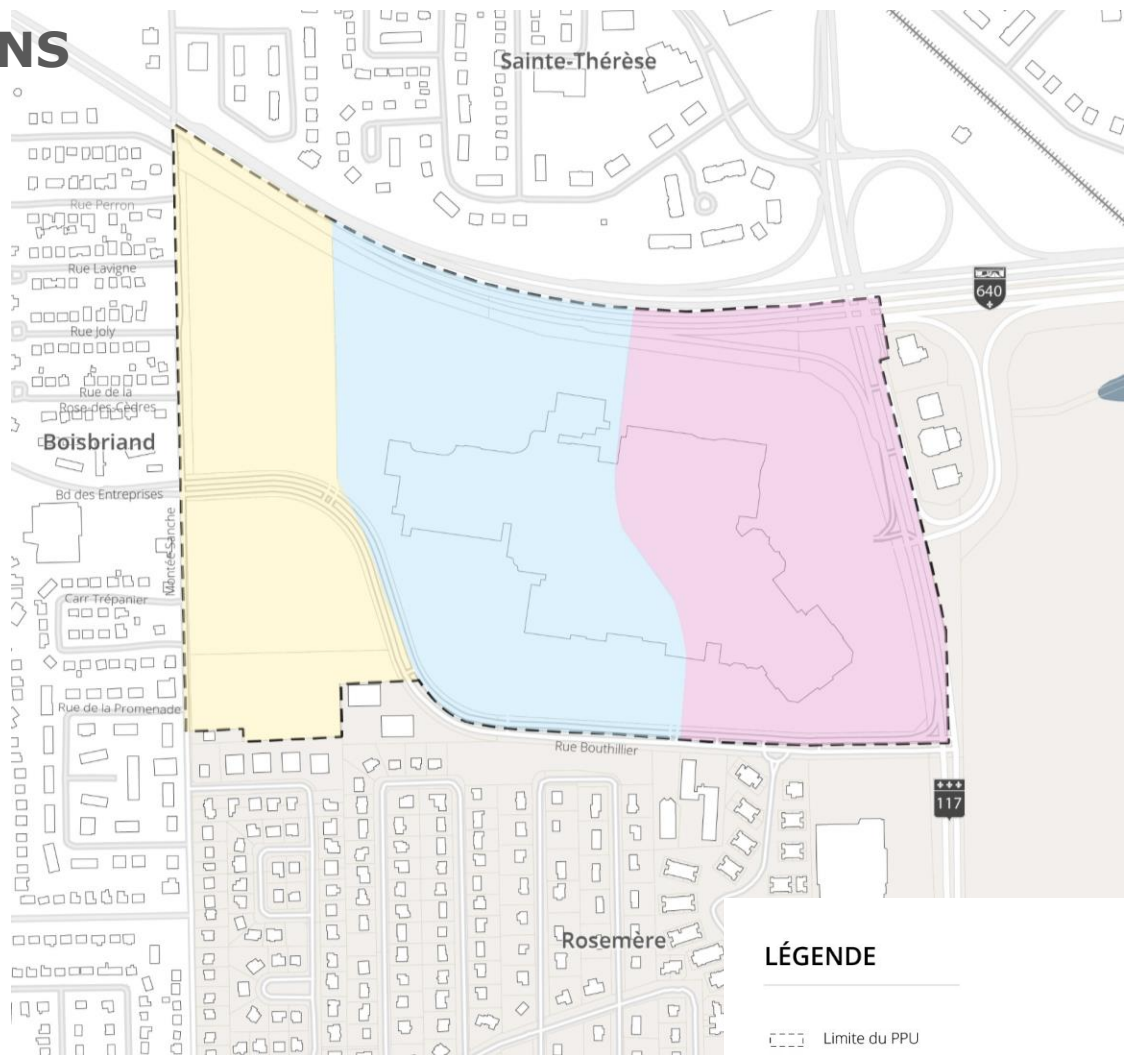 NS
Sainte-Thérèse
Rue Perron
Rue Lavigne
640
Rue Joly
Rue de la
Rose-des-Cèdres
Boisbriand
Bd des Entreprises
Montée Sanche
Carr Trépanier
Rue de la Promenade
Rue Bouthillier
117
Rosemère
LÉGENDE
Limite du PPU